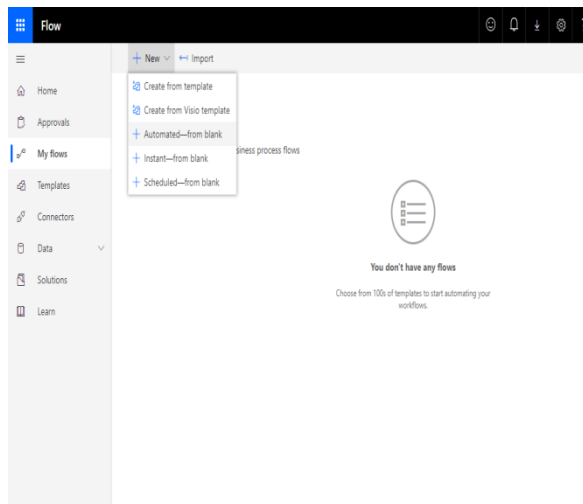 Flow
New
Import
Home
Approvals
My flows
Templates
Connectors
Data
Solutions
Learn
Create from template
Create from Visio template
Automated—from blank
Instant—from blank
Scheduled—from blank
siness process flows
You don't have any flows
Choose from 100s of templates to start automating your
workflows.